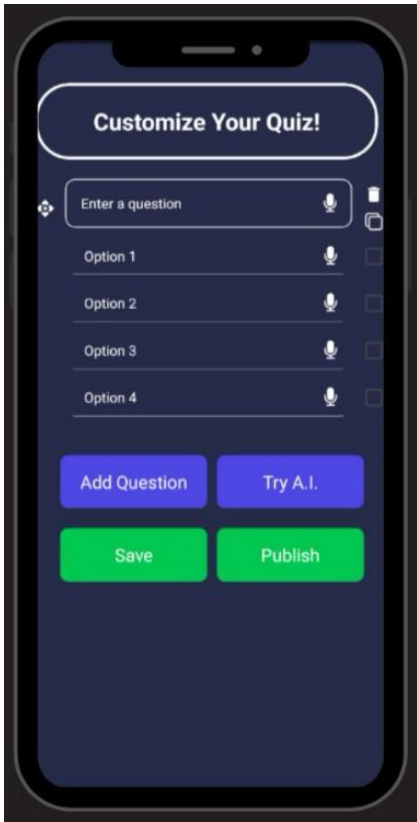 Customize Your Quiz!
Enter a question
Option 1
Option 2
Option 3
Option 4
Add Question Try A.I.
Save Publish